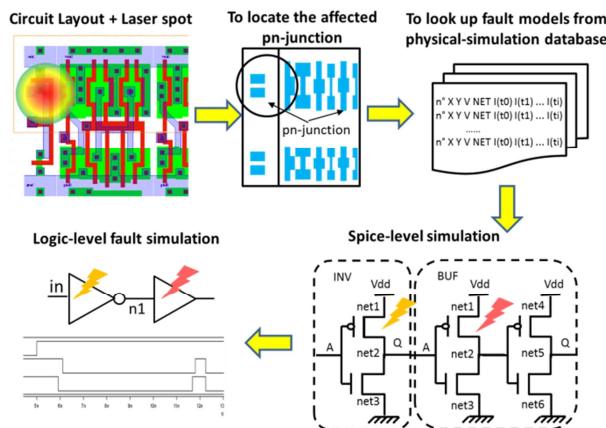 Circuit Layout + Laser spot
To locate the affected
pn-junction
To look up fault models from
physical-simulation database
pn-junction
n° X Y V NET I(t0) I(t1) ... I(ti)
n° X Y V NET I(t0) I(t1) ... I(ti)
......
n° X Y V NET I(t0) I(t1) ... I(ti)
Logic-level fault simulation
in
n1
Spice-level simulation
INV
Vdd
net1
A
net2
Q
net3
BUF
Vdd
net1
A
net2
net3
Vdd
net4
net5
Q
net6